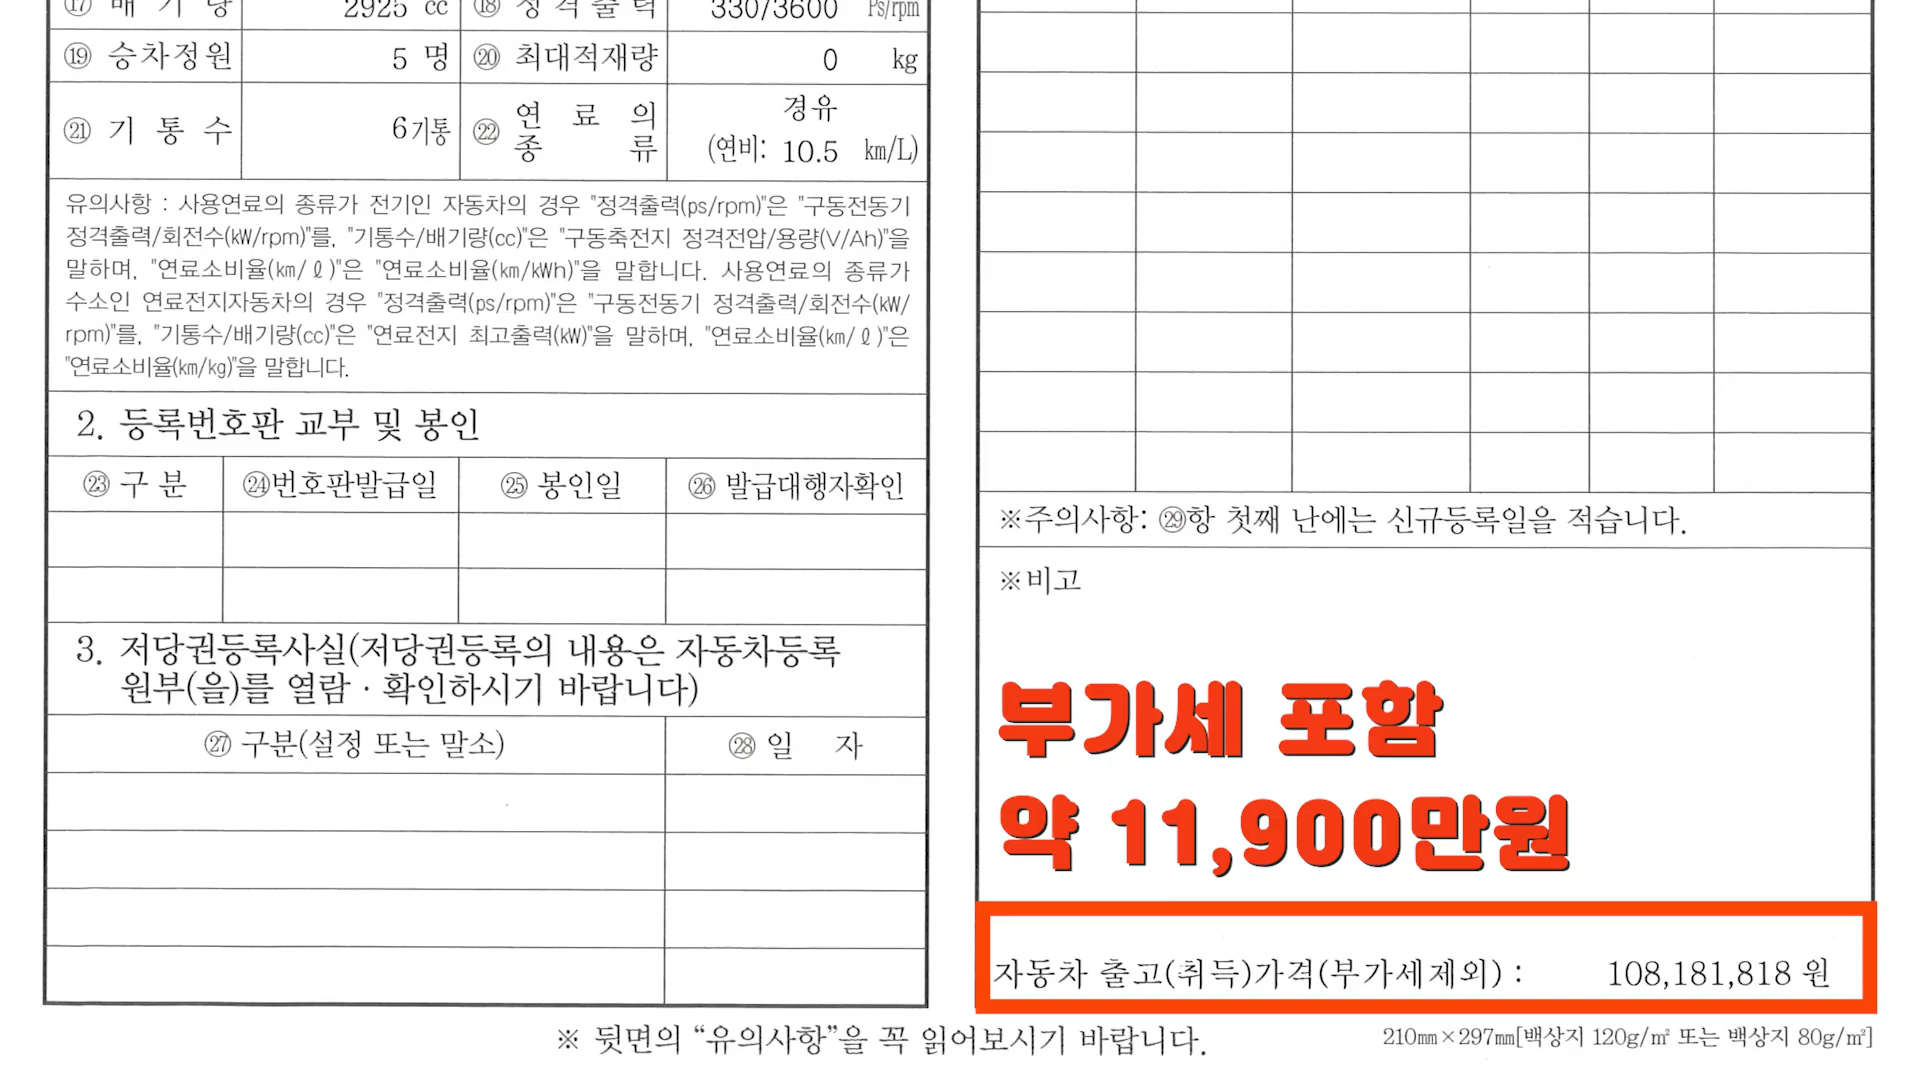 ⑰ 배 기 량 2925 cc ⑱ 정 격 출 력 330/3600 Ps/rpm
⑲ 승차정원 5 명 ⑳ 최대적재량 0 kg
㉑ 기 통 수 6기통 ㉒ 연 료 의 종 류 경유
(연비: 10.5 km/L)
유의사항 : 사용연료의 종류가 전기인 자동차의 경우 "정격출력(ps/rpm)"은 "구동전동기
정격출력/회전수(kW/rpm)"를, "기통수/배기량(cc)"은 "구동축전지 정격전압/용량(V/Ah)"을
말하며, "연료소비율(km/ℓ)"은 "연료소비율(km/kWh)"을 말합니다. 사용연료의 종류가
수소인 연료전지자동차의 경우 "정격출력(ps/rpm)"은 "구동전동기 정격출력/회전수(kW/
rpm)"를, "기통수/배기량(cc)"은 "연료전지 최고출력(kW)"을 말하며, "연료소비율(km/ℓ)"은
"연료소비율(km/kg)"을 말합니다.
2. 등록번호판 교부 및 봉인
㉓ 구 분 ㉔번호판발급일 ㉕ 봉인일 ㉖ 발급대행자확인
3. 저당권등록사실(저당권등록의 내용은 자동차등록
원부(을)를 열람 · 확인하시기 바랍니다)
㉗ 구분(설정 또는 말소) ㉘ 일 자
※주의사항: ㉙항 첫째 난에는 신규등록일을 적습니다.
※비고
부가세 포함
약 11,900만원
자동차 출고(취득)가격(부가세제외) : 108,181,818 원
※ 뒷면의 “유의사항”을 꼭 읽어보시기 바랍니다.
210㎜×297㎜[백상지 120g/㎡ 또는 백상지 80g/㎡]